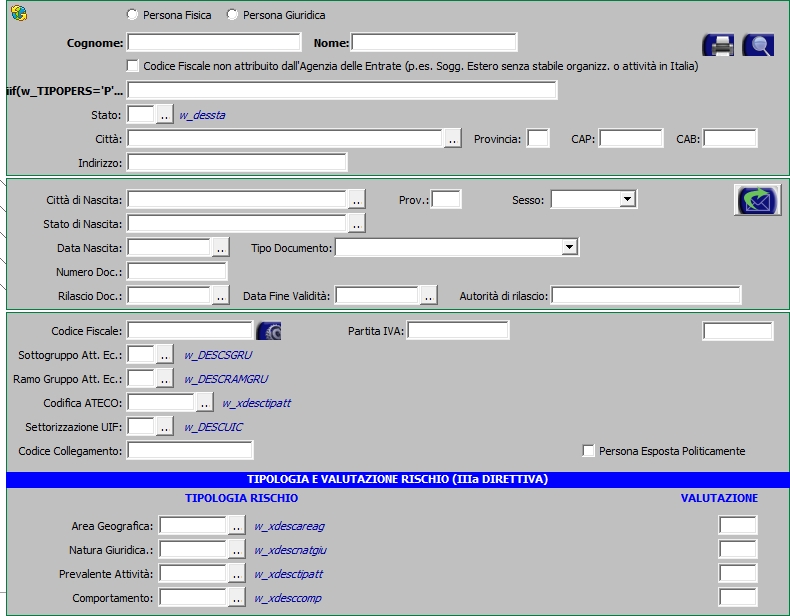 Persona Fisica Persona Giuridica
Cognome: Nome:
Codice Fiscale non attribuito dall'Agenzia delle Entrate (p.es. Sogg. Estero senza stabile organizz. o attività in Italia)
iif(w_TIPOPERS='P'...
Stato: .. w_dessta
Città: .. Provincia: CAP: CAB:
Indirizzo:
Città di Nascita: .. Prov.: Sesso:
Stato di Nascita: ..
Data Nascita: .. Tipo Documento:
Numero Doc.:
Rilascio Doc.: .. Data Fine Validità: .. Autorità di rilascio:
Codice Fiscale: Partita IVA:
Sottogruppo Att. Ec.: .. w_DESCSGRU
Ramo Gruppo Att. Ec.: .. w_DESCRAMGRU
Codifica ATECO: .. w_xdesctipatt
Settorizzazione UIF: .. w_DESCUIC
Codice Collegamento: Persona Esposta Politicamente
TIPOLOGIA E VALUTAZIONE RISCHIO (IIIa DIRETTIVA)
TIPOLOGIA RISCHIO VALUTAZIONE
Area Geografica: .. w_xdescareag
Natura Giuridica.: .. w_xdescnatgiu
Prevalente Attività: .. w_xdesctipatt
Comportamento: .. w_xdesccomp